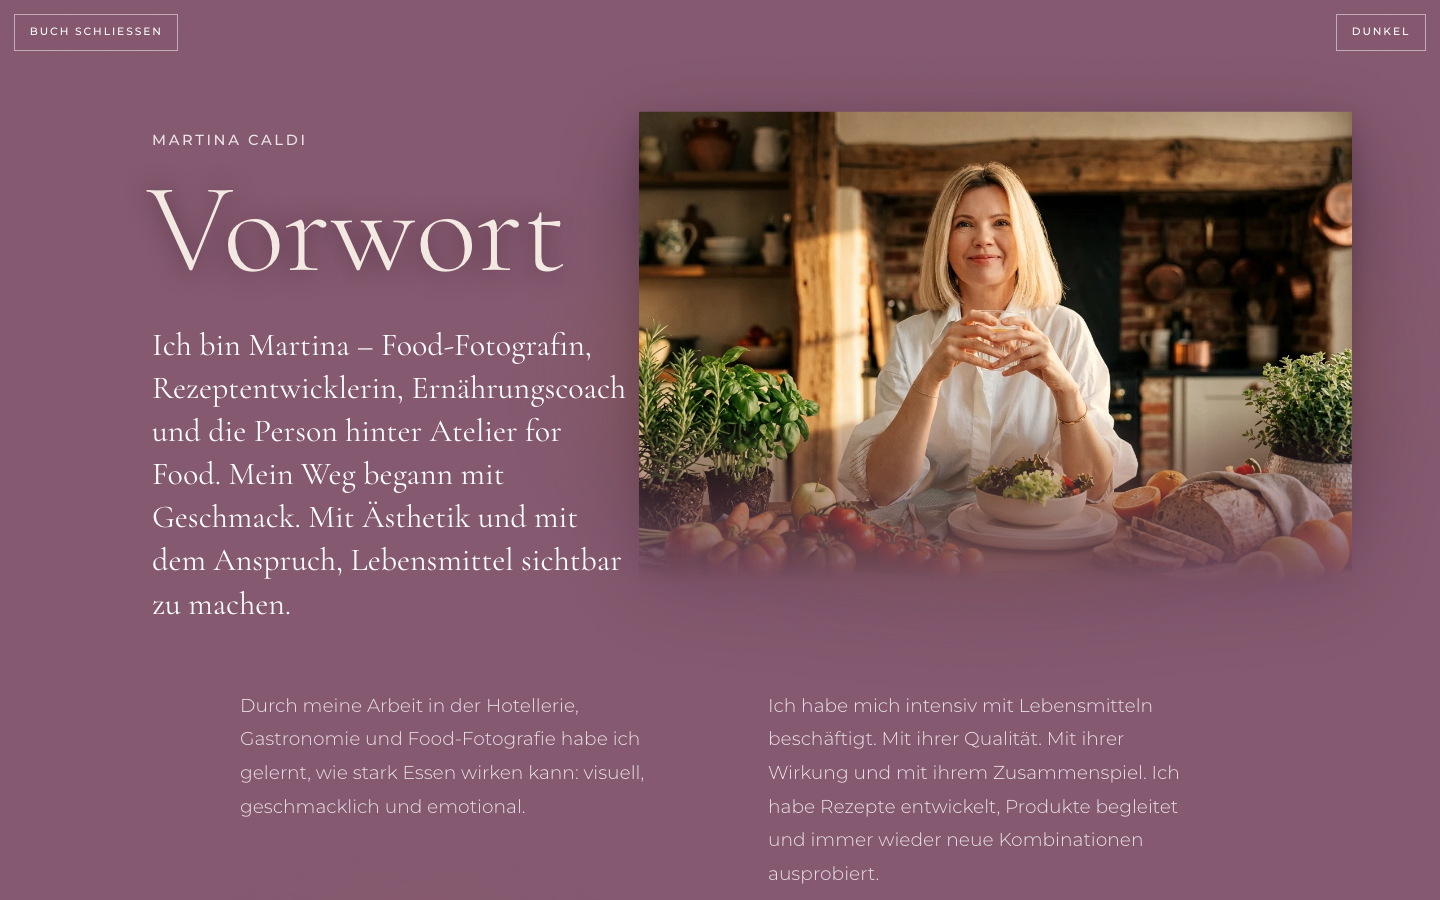 BUCH SCHLIESSEN
DUNKEL
MARTINA CALDI
Vorwort
Ich bin Martina – Food-Fotografin,
Rezeptentwicklerin, Ernährungscoach
und die Person hinter Atelier for
Food. Mein Weg begann mit
Geschmack. Mit Ästhetik und mit
dem Anspruch, Lebensmittel sichtbar
zu machen.
Durch meine Arbeit in der Hotellerie,
Gastronomie und Food-Fotografie habe ich
gelernt, wie stark Essen wirken kann: visuell,
geschmacklich und emotional.
Ich habe mich intensiv mit Lebensmitteln
beschäftigt. Mit ihrer Qualität. Mit ihrer
Wirkung und mit ihrem Zusammenspiel. Ich
habe Rezepte entwickelt, Produkte begleitet
und immer wieder neue Kombinationen
ausprobiert.